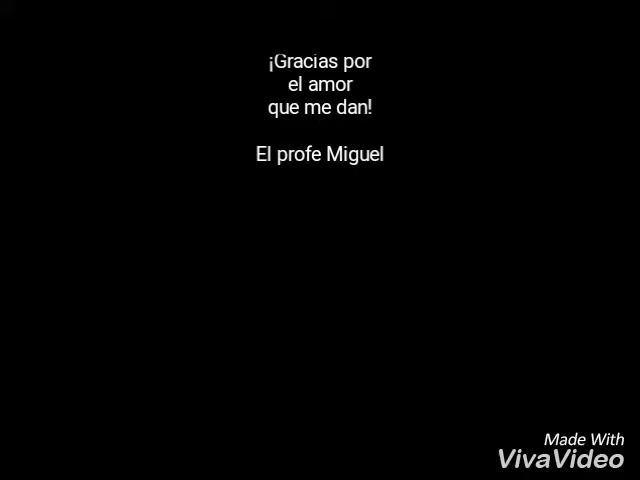 ¡Gracias por
el amor
que me dan!
El profe Miguel
Made With
VivaVideo